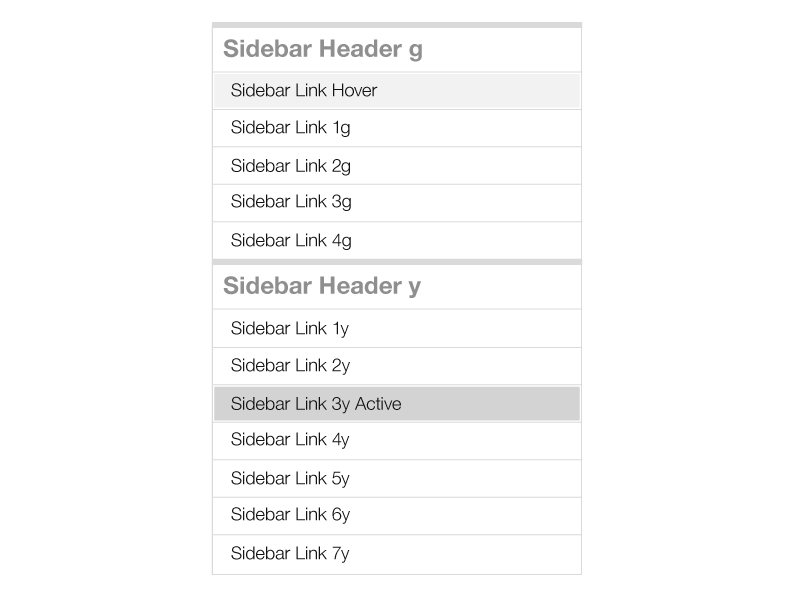 Sidebar Header g
Sidebar Link Hover
Sidebar Link 1g
Sidebar Link 2g
Sidebar Link 3g
Sidebar Link 4g
Sidebar Header y
Sidebar Link 1y
Sidebar Link 2y
Sidebar Link 3y Active
Sidebar Link 4y
Sidebar Link 5y
Sidebar Link 6y
Sidebar Link 7y